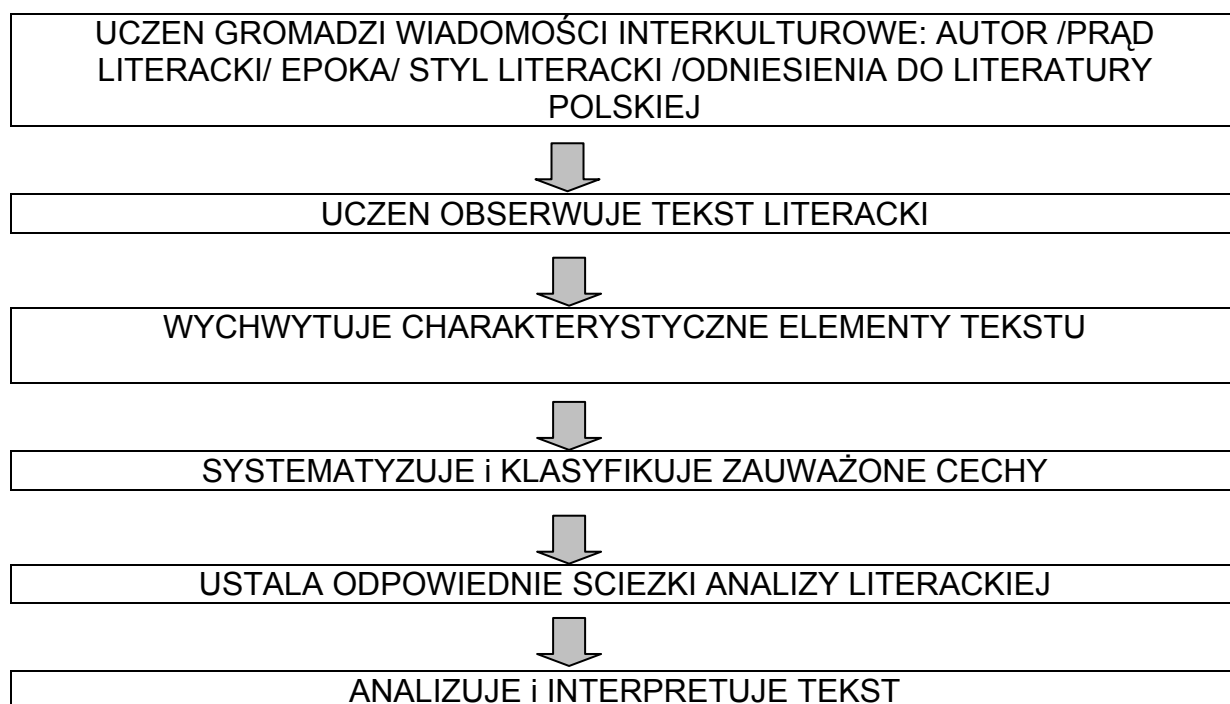 UCZEN GROMADZI WIADOMOŚCI INTERKULTUROWE: AUTOR /PRĄD
LITERACKI/ EPOKA/ STYL LITERACKI /ODNIESIENIA DO LITERATURY
POLSKIEJ
UCZEN OBSERWUJE TEKST LITERACKI
WYCHWYTUJE CHARAKTERYSTYCZNE ELEMENTY TEKSTU
SYSTEMATYZUJE i KLASYFIKUJE ZAUWAŻONE CECHY
USTALA ODPOWIEDNIE SCIEZKI ANALIZY LITERACKIEJ
ANALIZUJE i INTERPRETUJE TEKST